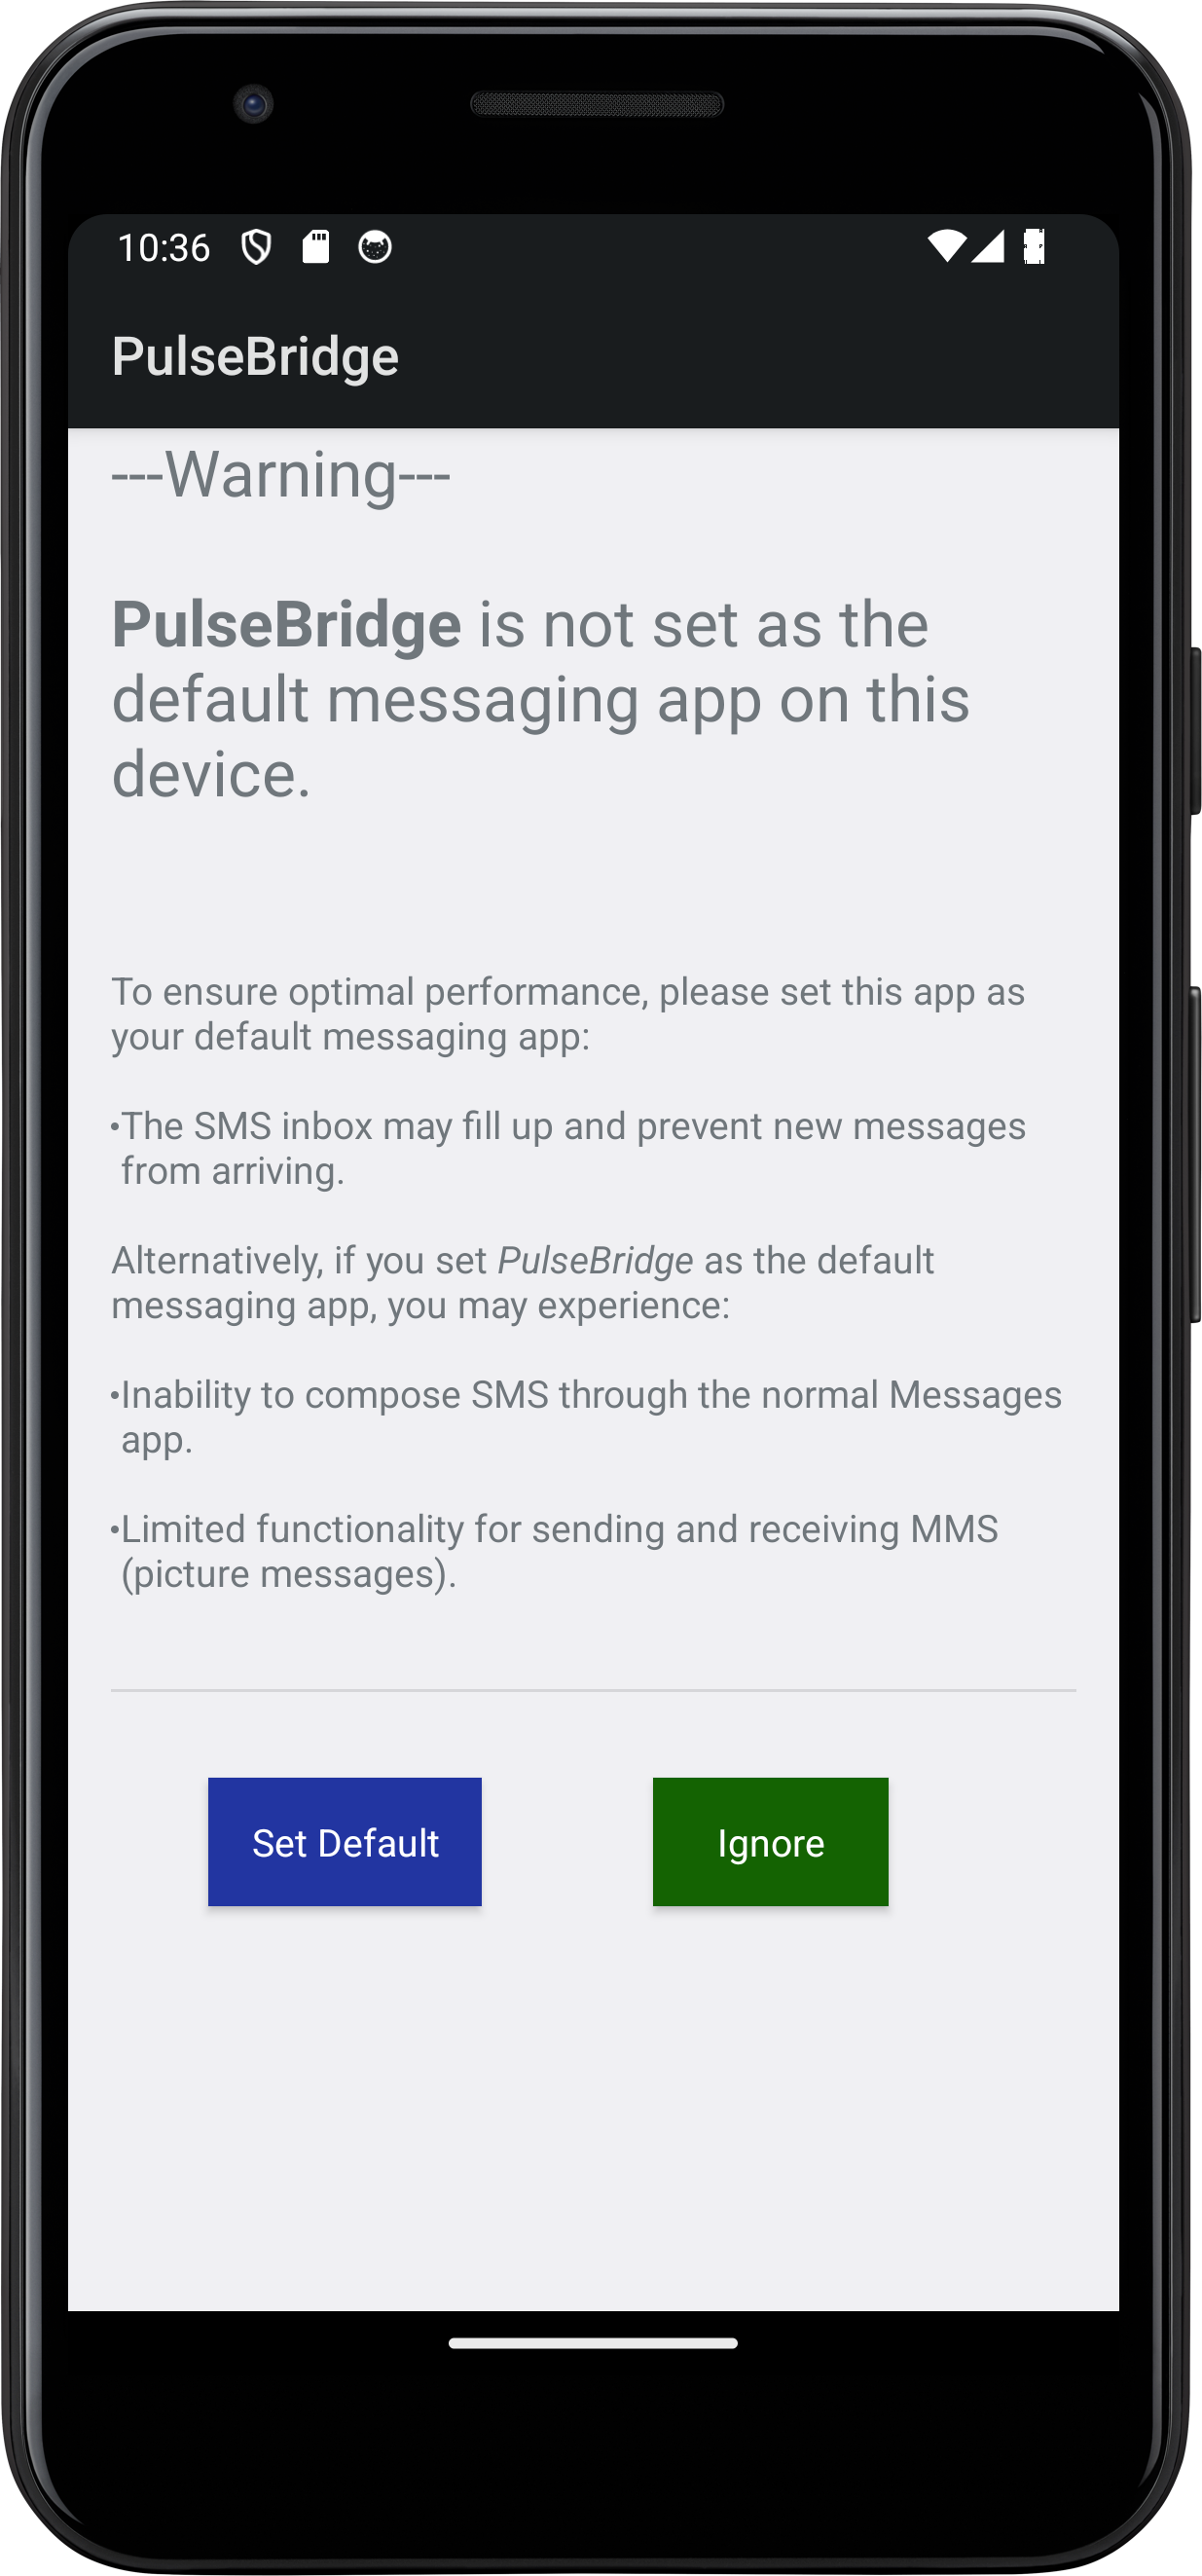 10:36
PulseBridge
---Warning---
PulseBridge is not set as the
default messaging app on this
device.
To ensure optimal performance, please set this app as
your default messaging app:
•The SMS inbox may fill up and prevent new messages
from arriving.
Alternatively, if you set PulseBridge as the default
messaging app, you may experience:
•Inability to compose SMS through the normal Messages
app.
•Limited functionality for sending and receiving MMS
(picture messages).
Set Default
Ignore